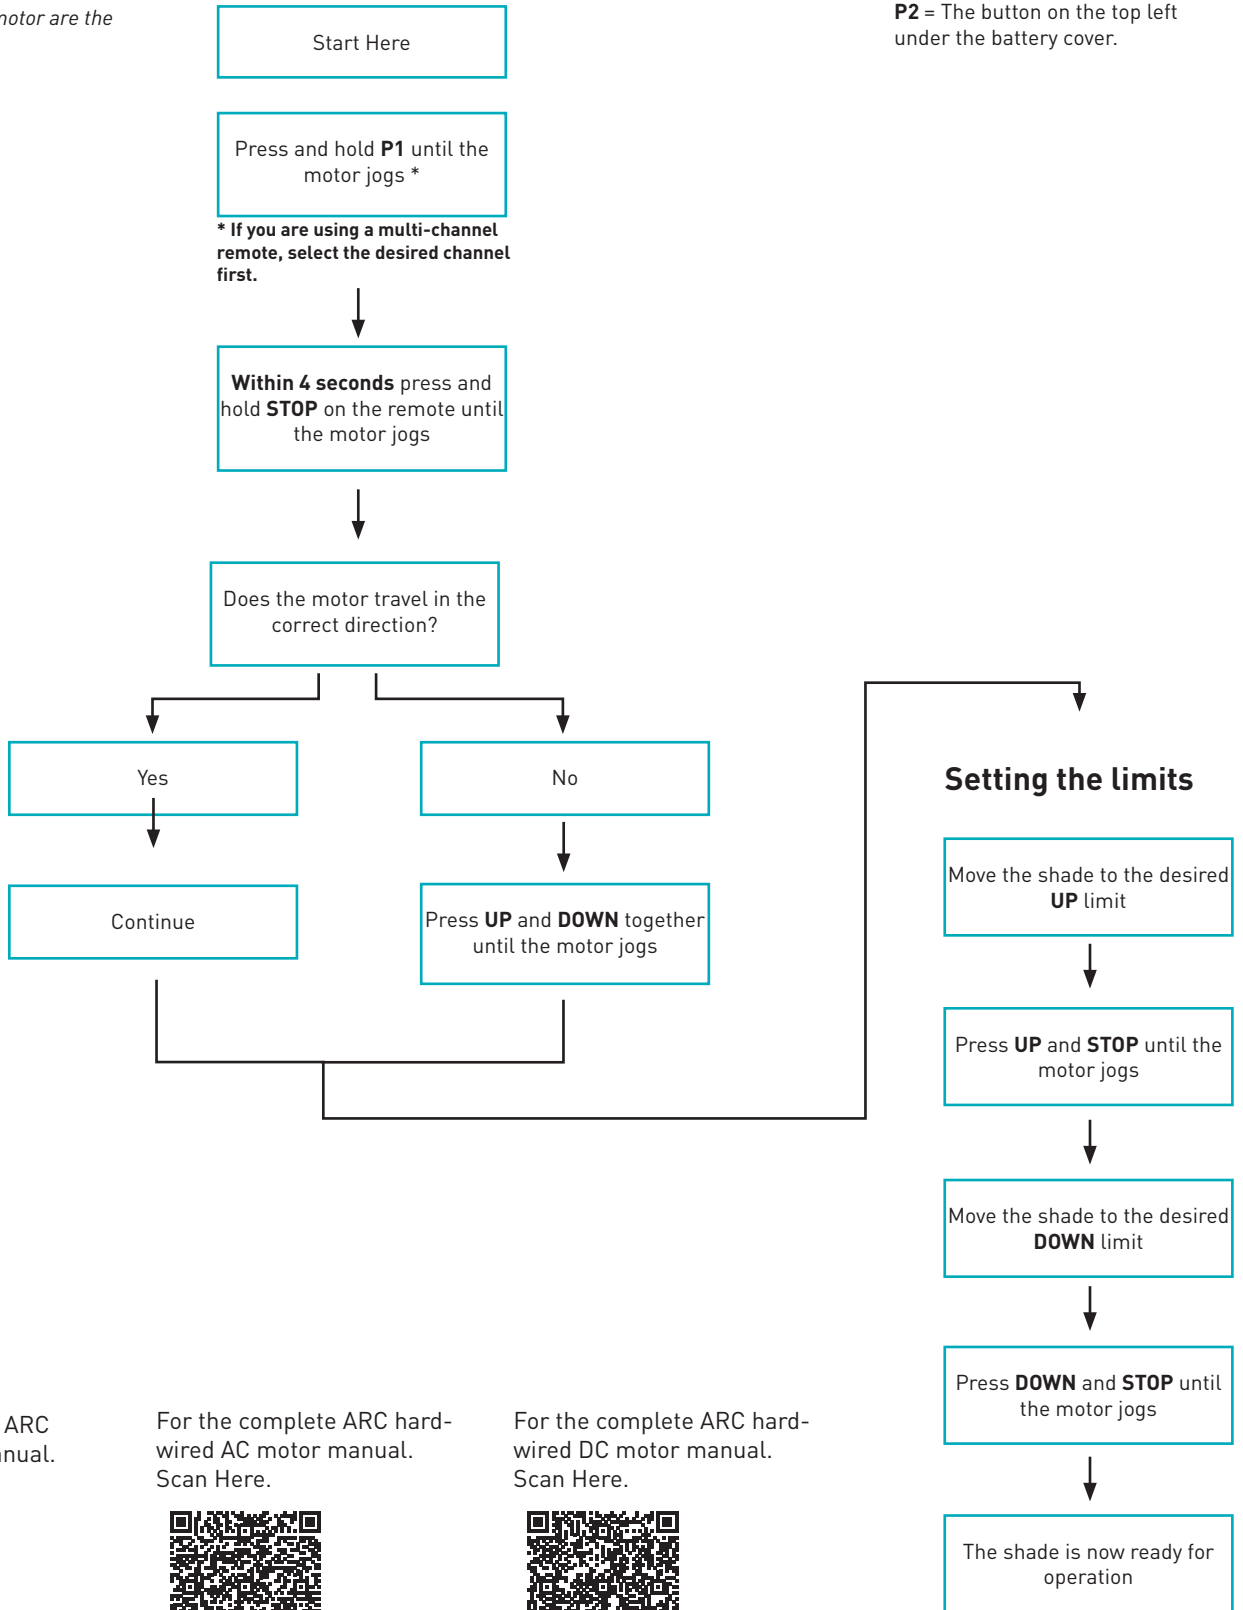 motor are the
P2 = The button on the top left
under the battery cover.
Start Here
Press and hold P1 until the
motor jogs *
* If you are using a multi-channel
remote, select the desired channel
first.
Within 4 seconds press and
hold STOP on the remote until
the motor jogs
Does the motor travel in the
correct direction?
Yes
No
Continue
Press UP and DOWN together
until the motor jogs
Setting the limits
Move the shade to the desired
UP limit
Press UP and STOP until the
motor jogs
Move the shade to the desired
DOWN limit
Press DOWN and STOP until
the motor jogs
The shade is now ready for
operation
ARC
For the complete ARC hard-
wired AC motor manual.
Scan Here.
For the complete ARC hard-
wired DC motor manual.
Scan Here.